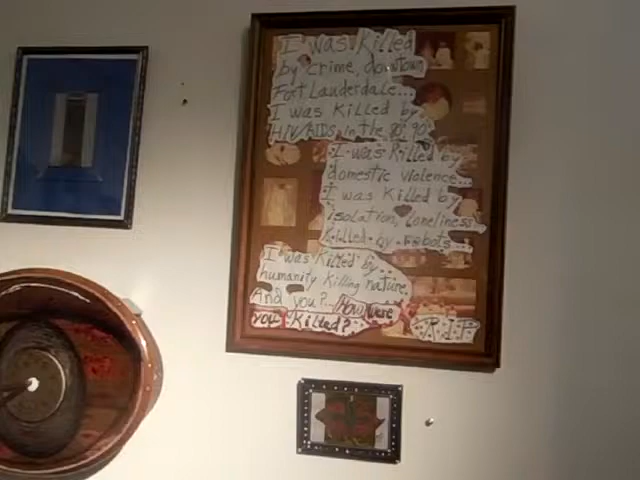 I was Killed
by crime, downtown
Fort Lauderdale...
I was Killed by
HIV/AIDS in the 80' 90'
I was Killed by
domestic violence...
I was Killed by
isolation, Loneliness
Killed by Robots...
I was Killed by...
humanity killing nature.
And you?... How were
you Killed?
R.I.P